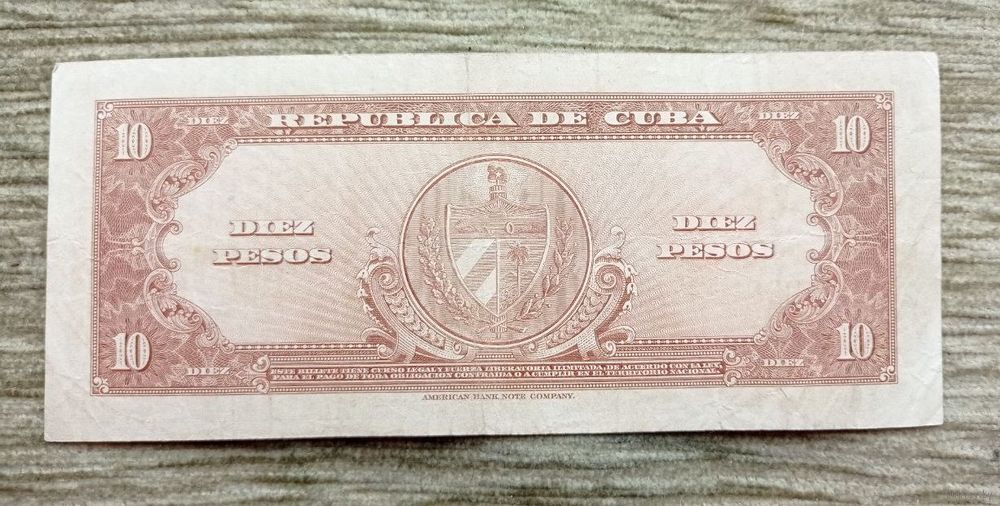 10 DIEZ REPUBLICA DE CUBA DIEZ 10
DIEZ
PESOS
DIEZ
PESOS
10 DIEZ DIEZ 10
ESTE BILLETE TIENE CURSO LEGAL Y FUERZA LIBERATORIA ILIMITADA, DE ACUERDO CON LA LEY,
PARA EL PAGO DE TODA OBLIGACION CONTRAIDA O A CUMPLIR EN EL TERRITORIO NACIONAL
AMERICAN BANK NOTE COMPANY.